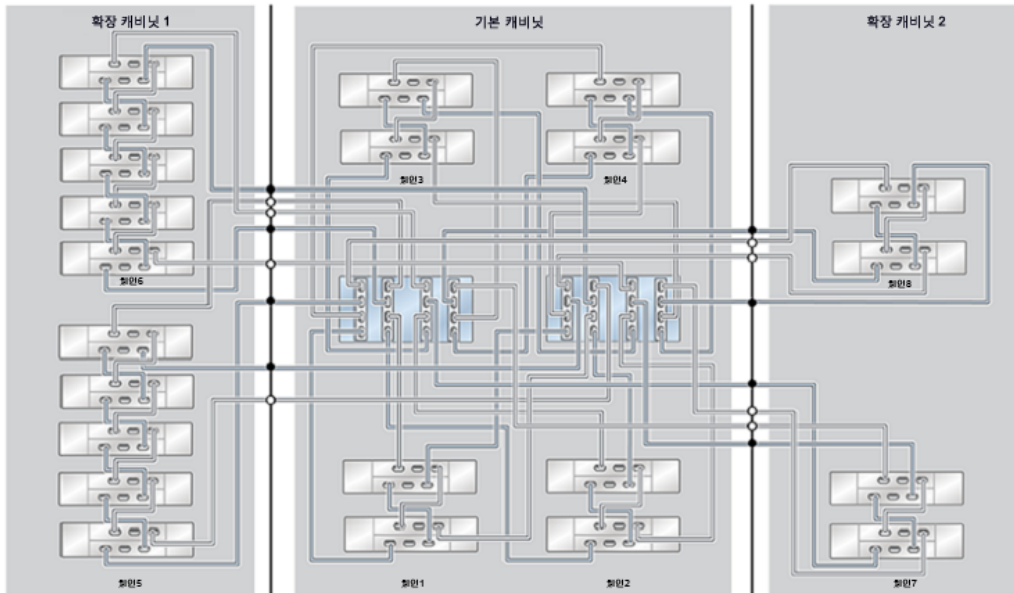 확장 캐비닛 1
기본 캐비닛
확장 캐비닛 2
체인3
체인4
체인6
체인8
체인5
체인1
체인2
체인7